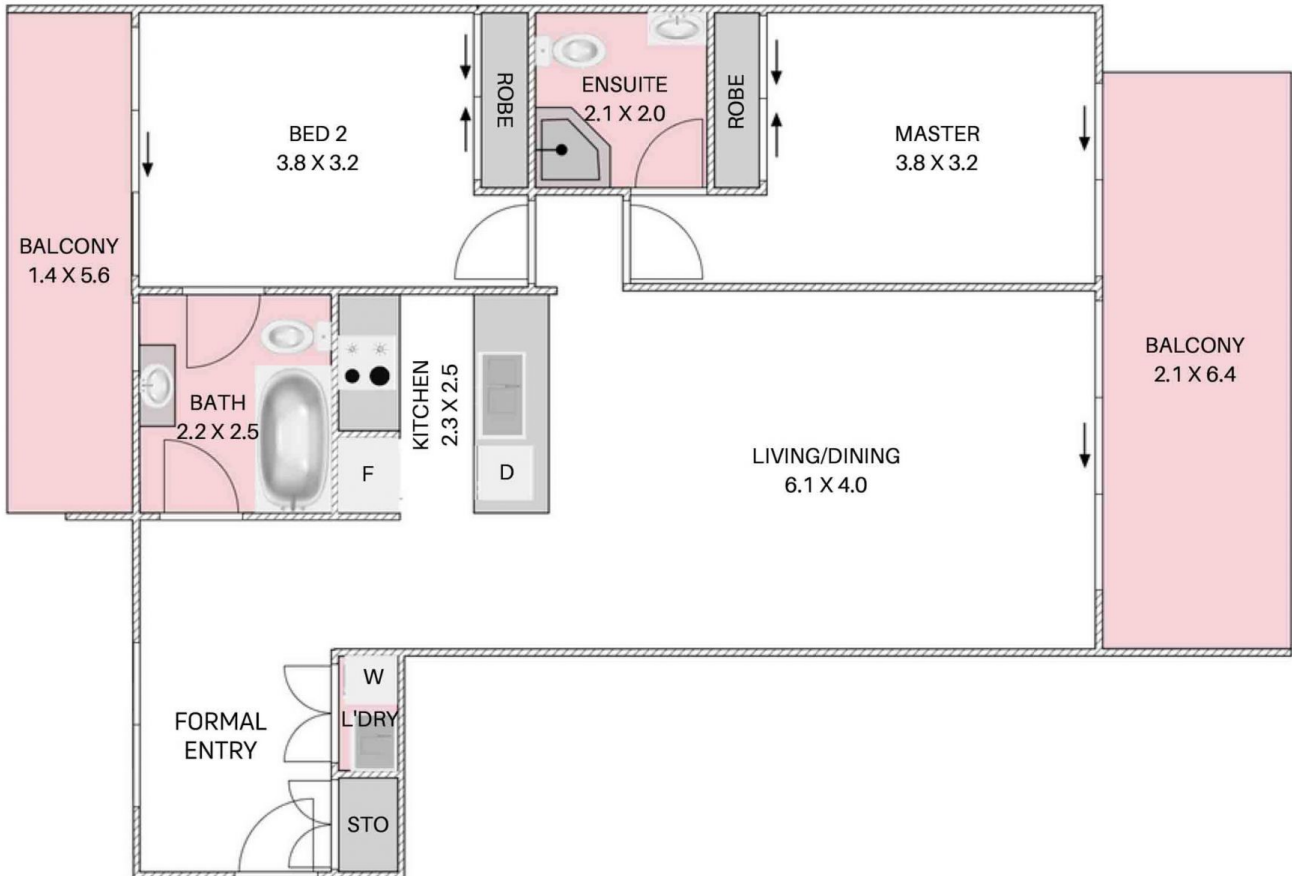 BED 2
3.8 X 3.2
ROBE
ENSUITE
2.1 X 2.0
ROBE
MASTER
3.8 X 3.2
BALCONY
1.4 X 5.6
BATH
2.2 X 2.5
KITCHEN
2.3 X 2.5
F
D
LIVING/DINING
6.1 X 4.0
BALCONY
2.1 X 6.4
FORMAL
ENTRY
W
L'DRY
STO